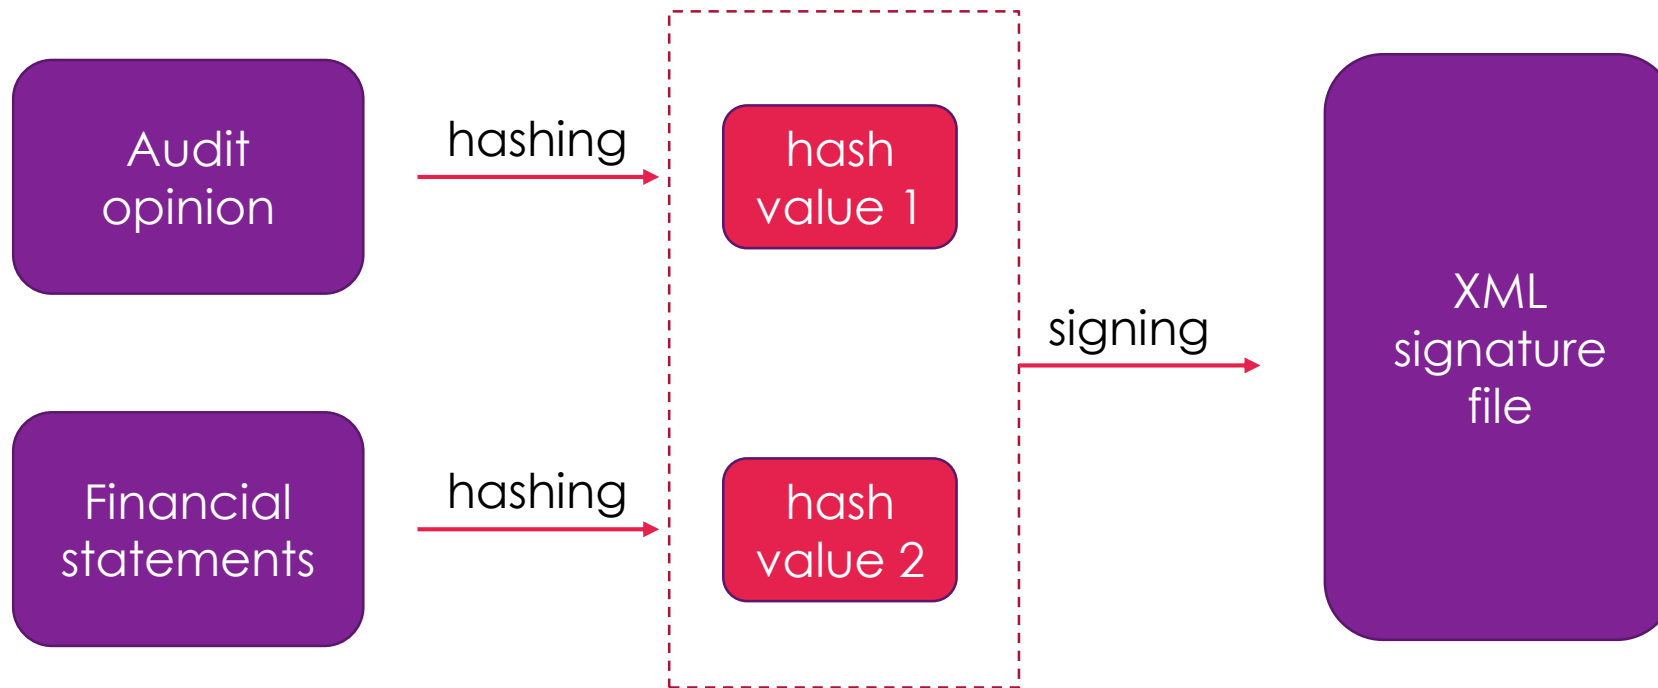 Audit
opinion
hashing
hash
value 1
Financial
statements
hashing
hash
value 2
signing
XML
signature
file